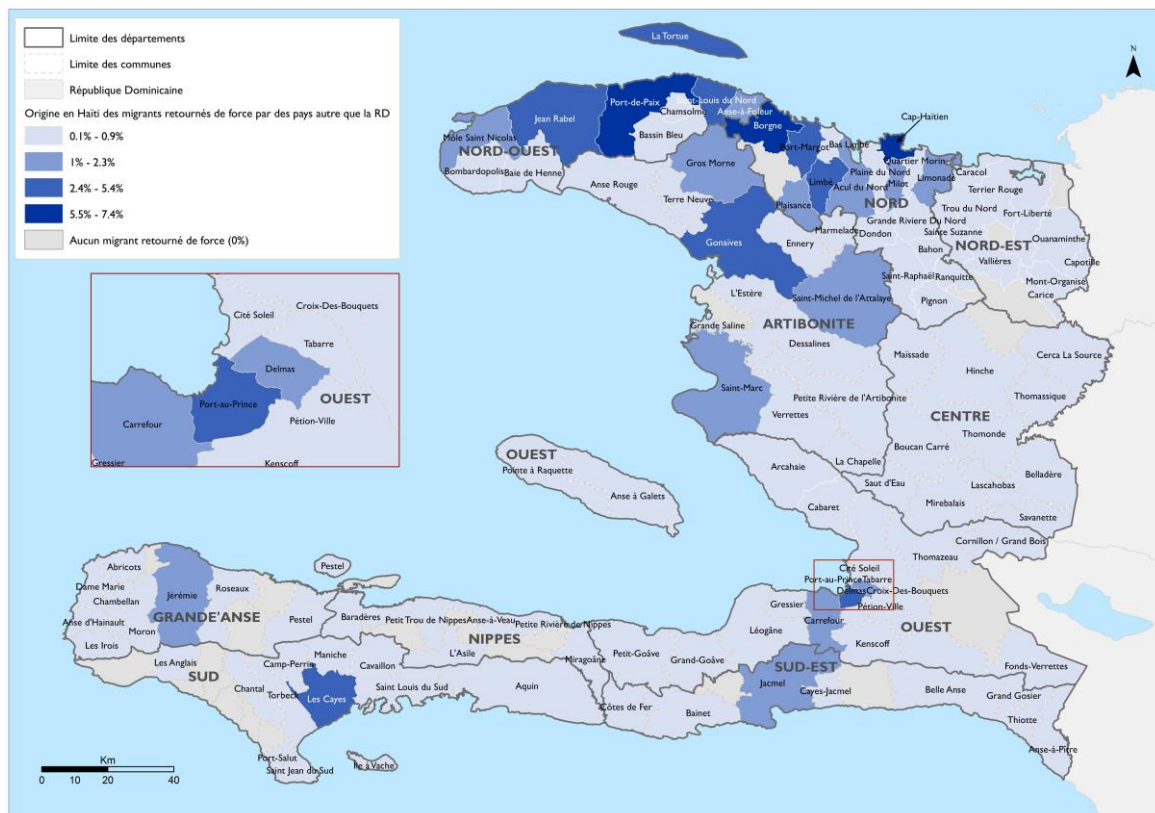 Limite des départements
Limite des communes
République Dominicaine
Origine en Haïti des migrants retournés de force par des pays autre que la RD
0.1% - 0.9%
1% - 2.3%
2.4% - 5.4%
5.5% - 7.4%
Aucun migrant retourné de force (0%)
N
La Tortue
Port-de-Paix
Saint-Louis du Nord
Anse-à-Foleur
Chamsolme
Jean Rabel
Borgne
Cap-Haïtien
Môle Saint Nicolas
Bassin Bleu
Port-Margot
Bas Limbé
Quartier Morin
NORD-OUEST
Gros Morne
Plaine du Nord
Limonade
Caracol
Bombardopolis
Baie de Henne
Limbé
Acul du Nord
Milot
Terrier Rouge
Anse Rouge
Plaisance
NORD
Trou du Nord
Terre Neuve
Fort-Liberté
Grande Riviere Du Nord
Sainte Suzanne
Marmelade
Dondon
Ouanaminthe
Gonaïves
Ennery
Bahon
NORD-EST
Vallières
Capotille
Saint-Raphaël
Ranquitte
Mont-Organise
L'Estère
Saint-Michel de l'Attalaye
Pignon
Carice
ARTIBONITE
Grande Saline
Dessalines
Maissade
Cerca La Source
Hinche
Saint-Marc
Thomassique
Petite Rivière de l'Artibonite
CENTRE
Verrettes
Thomonde
Boucan Carré
La Chapelle
Belladère
Arcahaie
Saut d'Eau
Lascahobas
Mirebalais
Cabaret
Savanette
Cornillon / Grand Bois
Thomazeau
Croix-Des-Bouquets
Cité Soleil
Tabarre
Delmas
Port-au-Prince
OUEST
Carrefour
Pétion-Ville
Gressier
Kenscoff
OUEST
Pointe à Raquette
Anse à Galets
Cité Soleil
Port-au-Prince
Tabarre
Delmas
Croix-Des-Bouquets
Gressier
Pétion-Ville
Carrefour
OUEST
Léogâne
Kenscoff
Petit-Goâve
Grand-Goâve
Fonds-Verrettes
SUD-EST
Jacmel
Cayes-Jacmel
Belle Anse
Grand Gosier
Côtes de Fer
Bainet
Thiotte
Anse-à-Pître
Abricots
Pestel
Dame Marie
Jérémie
Roseaux
Chambellan
GRANDE'ANSE
Pestel
Baradères
Petit Trou de Nippes
Anse-à-Veau
Petite Rivière de Nippes
Anse d'Hainault
Moron
NIPPES
Les Irois
L'Asile
Miragoâne
Les Anglais
Camp-Perrin
Maniche
Cavaillon
SUD
Chantal
Torbeck
Les Cayes
Saint Louis du Sud
Aquin
Port-Salut
Saint Jean du Sud
Ile à Vache
Km
0 10 20 40